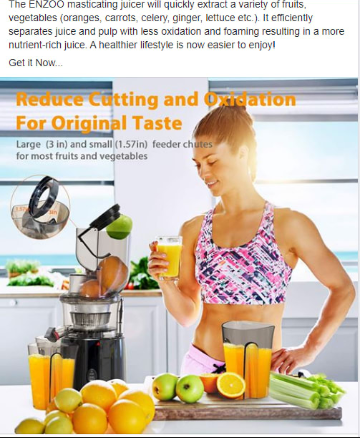 The ENZOO masticating juicer will quickly extract a variety of fruits,
vegetables (oranges, carrots, celery, ginger, lettuce etc.). It efficiently
separates juice and pulp with less oxidation and foaming resulting in a more
nutrient-rich juice. A healthier lifestyle is now easier to enjoy!
Get it Now...
Reduce Cutting and Oxidation
For Original Taste
Large (3 in) and small (1.57in) feeder chutes
for most fruits and vegetables